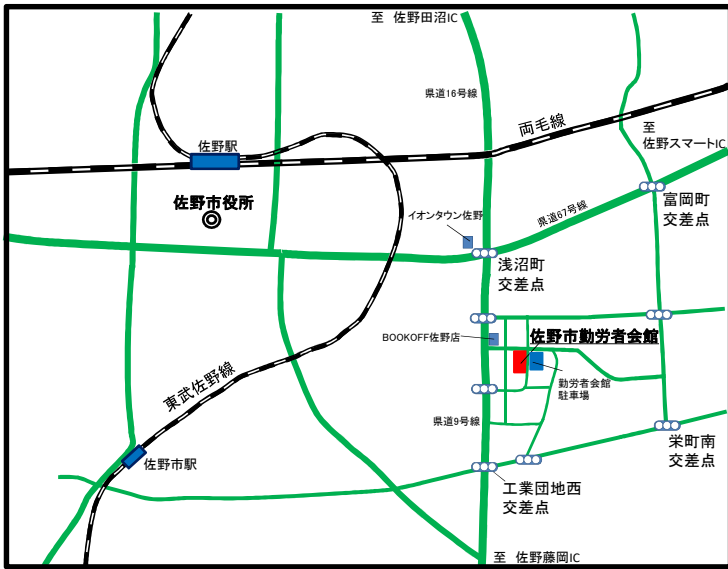 至 佐野田沼IC
県道16号線
両毛線
至
佐野スマートIC
佐野駅
佐野市役所
富岡町
交差点
イオンタウン佐野
県道67号線
浅沼町
交差点
BOOKOFF佐野店
佐野市勤労者会館
勤労者会館
駐車場
東武佐野線
県道9号線
栄町南
交差点
佐野市駅
工業団地西
交差点
至 佐野藤岡IC